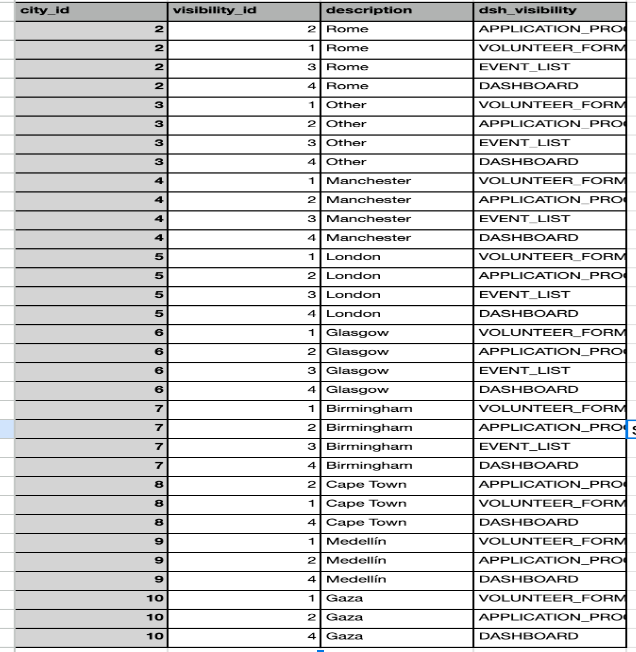 city_id visibility_id description dsh_visibility
2 2 Rome APPLICATION_PRO
2 1 Rome VOLUNTEER_FORM
2 3 Rome EVENT_LIST
2 4 Rome DASHBOARD
3 1 Other VOLUNTEER_FORM
3 2 Other APPLICATION_PRO
3 3 Other EVENT_LIST
3 4 Other DASHBOARD
4 1 Manchester VOLUNTEER_FORM
4 2 Manchester APPLICATION_PRO
4 3 Manchester EVENT_LIST
4 4 Manchester DASHBOARD
5 1 London VOLUNTEER_FORM
5 2 London APPLICATION_PRO
5 3 London EVENT_LIST
5 4 London DASHBOARD
6 1 Glasgow VOLUNTEER_FORM
6 2 Glasgow APPLICATION_PRO
6 3 Glasgow EVENT_LIST
6 4 Glasgow DASHBOARD
7 1 Birmingham VOLUNTEER_FORM
7 2 Birmingham APPLICATION_PRO
7 3 Birmingham EVENT_LIST
7 4 Birmingham DASHBOARD
8 2 Cape Town APPLICATION_PRO
8 1 Cape Town VOLUNTEER_FORM
8 4 Cape Town DASHBOARD
9 1 Medellín VOLUNTEER_FORM
9 2 Medellín APPLICATION_PRO
9 4 Medellín DASHBOARD
10 1 Gaza VOLUNTEER_FORM
10 2 Gaza APPLICATION_PRO
10 4 Gaza DASHBOARD